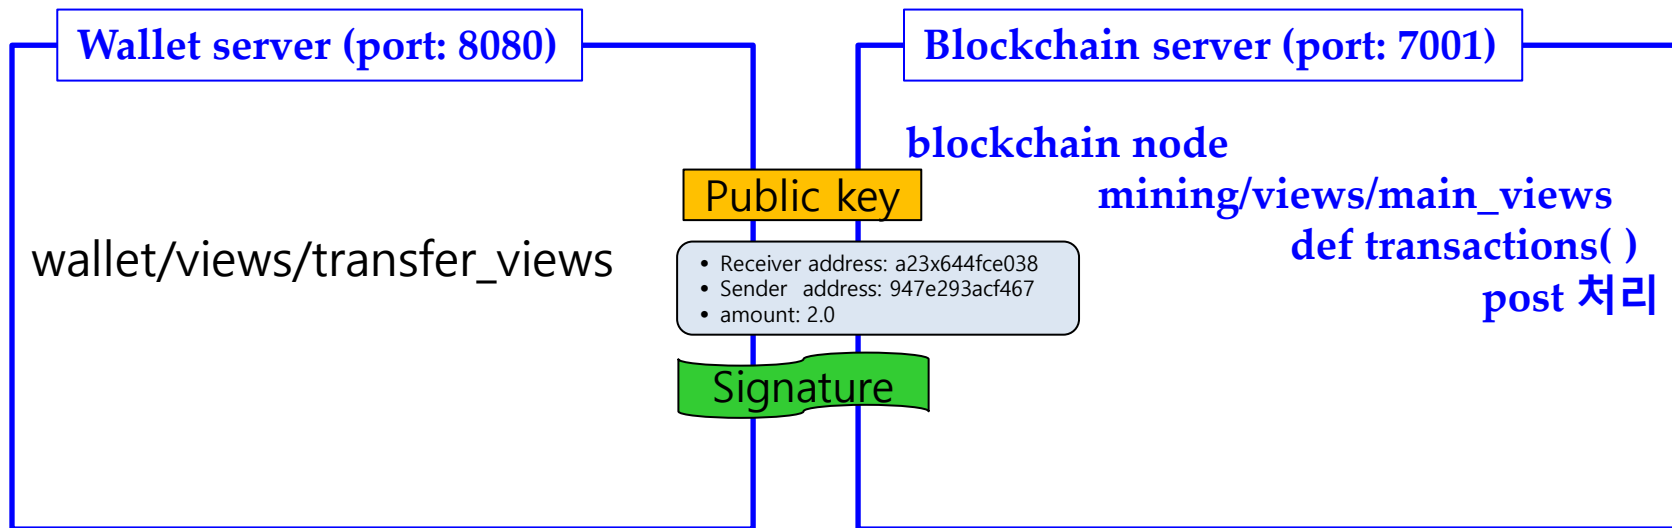 Wallet server (port: 8080)
Blockchain server (port: 7001)
blockchain node
mining/views/main_views
def transactions( )
post 처리
wallet/views/transfer_views
Public key
• Receiver address: a23x644fce038
• Sender address: 947e293acf467
• amount: 2.0
Signature